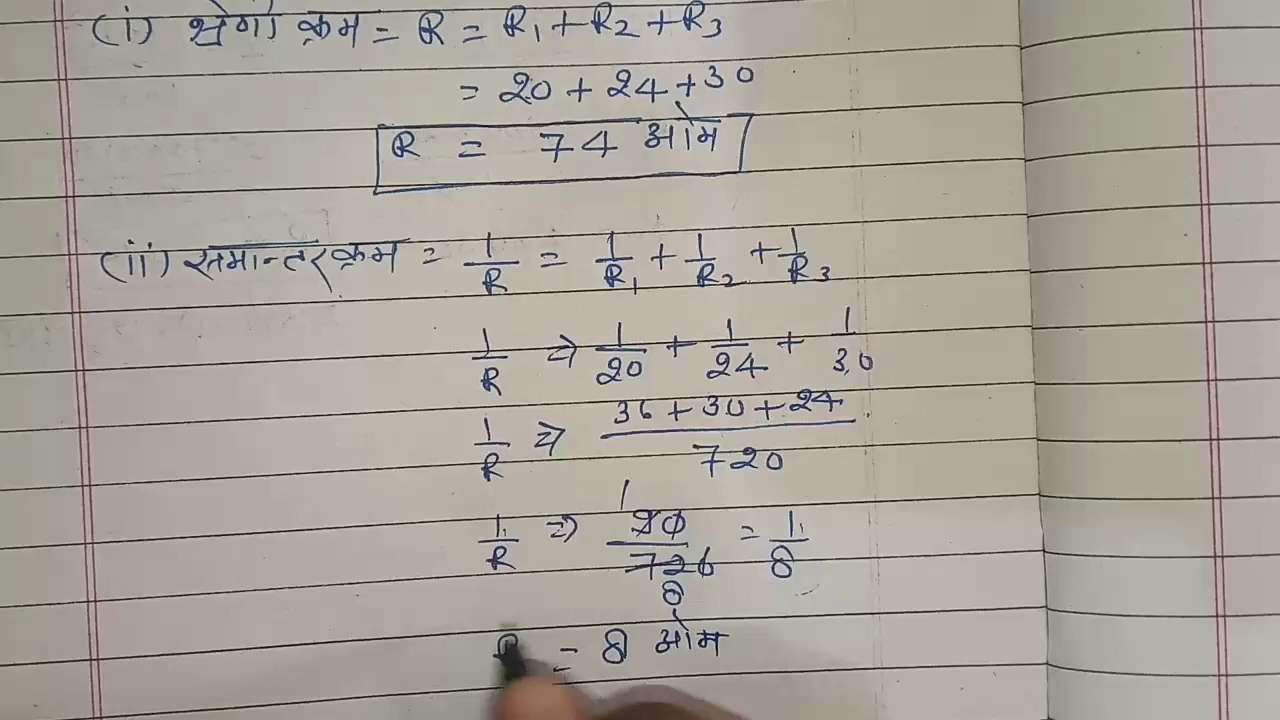 (i) श्रेणी क्रम = R = R₁ + R₂ + R₃
= 20 + 24 + 30
R = 74 ओम
(ii) समान्तर क्रम = 1/R = 1/R₁ + 1/R₂ + 1/R₃
1/R ⇒ 1/20 + 1/24 + 1/30
1/R ⇒ 36 + 30 + 24 / 720
1/R ⇒ 90/720 = 1/8
1
8
R = 8 ओम